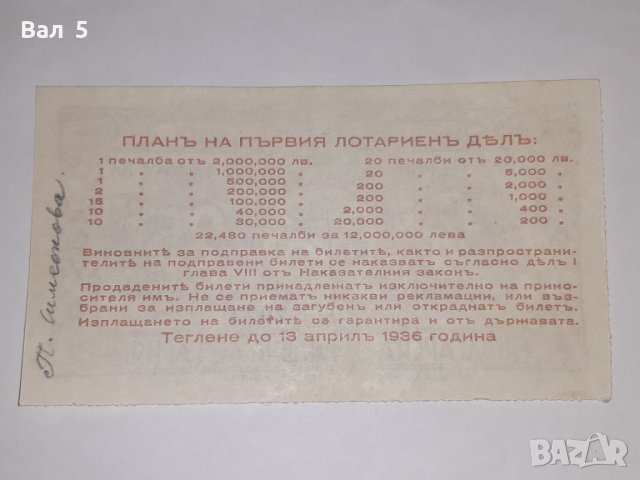 Вал 5
ПЛАНЪ НА ПЪРВИЯ ЛОТАРИЕНЪ ДѢЛЪ:
1 печалба отъ 2,000,000 лв. 20 печалби отъ 20,000 лв.
1 " " 1,000,000 " 20 " " 5,000 "
1 " " 500,000 " 200 " " 2,000 "
2 " " 200,000 " 200 " " 1,000 "
15 " " 100,000 " 2,000 " " 400 "
10 " " 40,000 " 20,000 " " 200 "
10 " " 30,000 "
22,480 печалби за 12,000,000 лева
Виновнитѣ за подправка на билетитѣ, както и разпространи-
телитѣ на подправени билети се наказватъ съгласно дѣлъ I
глава VIII отъ Наказателния законъ.
Продаденитѣ билети принадлежатъ изключително на прино-
сителя имъ. Не се приематъ никакви рекламации, или въз-
брани за изплащане на загубенъ или откраднатъ билетъ.
Изплащането на билетитѣ се гарантира и отъ държавата.
Теглене до 13 априлъ 1936 година
П. Симеонова.
BAZAR
bg